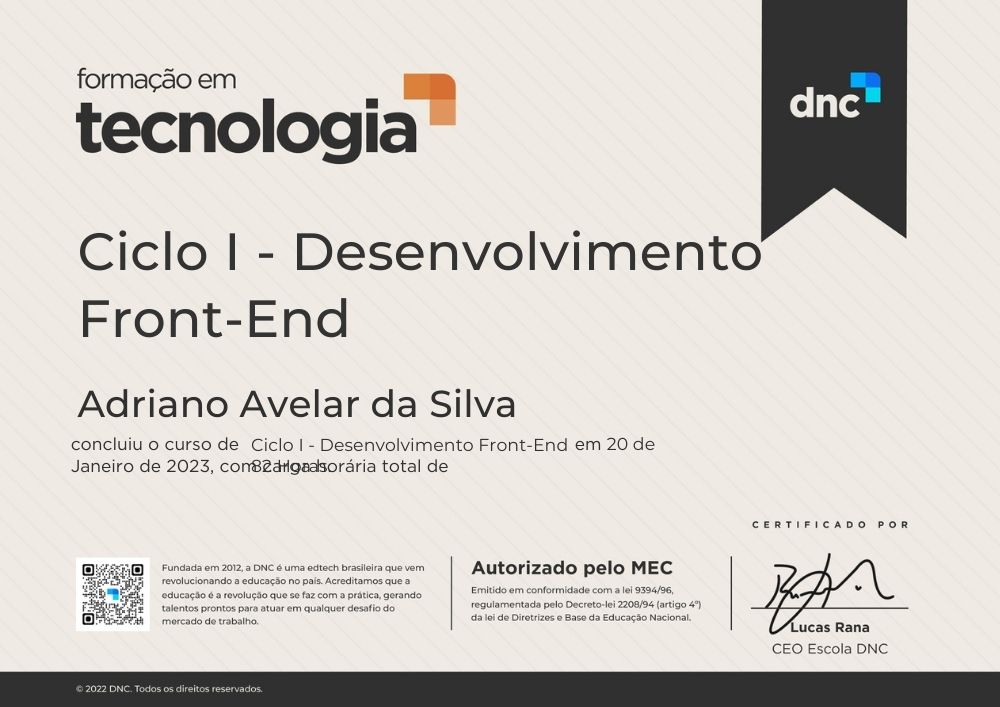 formação em
tecnologia
dnc
Ciclo I - Desenvolvimento
Front-End
Adriano Avelar da Silva
concluiu o curso de Ciclo I - Desenvolvimento Front-End em 20 de
Janeiro de 2023, com carga horária total de
82 Horas.
CERTIFICADO POR
Fundada em 2012, a DNC é uma edtech brasileira que vem
revolucionando a educação no país. Acreditamos que a
educação é a revolução que se faz com a prática, gerando
talentos prontos para atuar em qualquer desafio do
mercado de trabalho.
Autorizado pelo MEC
Emitido em conformidade com a lei 9394/96,
regulamentada pelo Decreto-lei 2208/94 (artigo 4º)
da lei de Diretrizes e Base da Educação Nacional.
Lucas Rana
CEO Escola DNC
© 2022 DNC. Todos os direitos reservados.